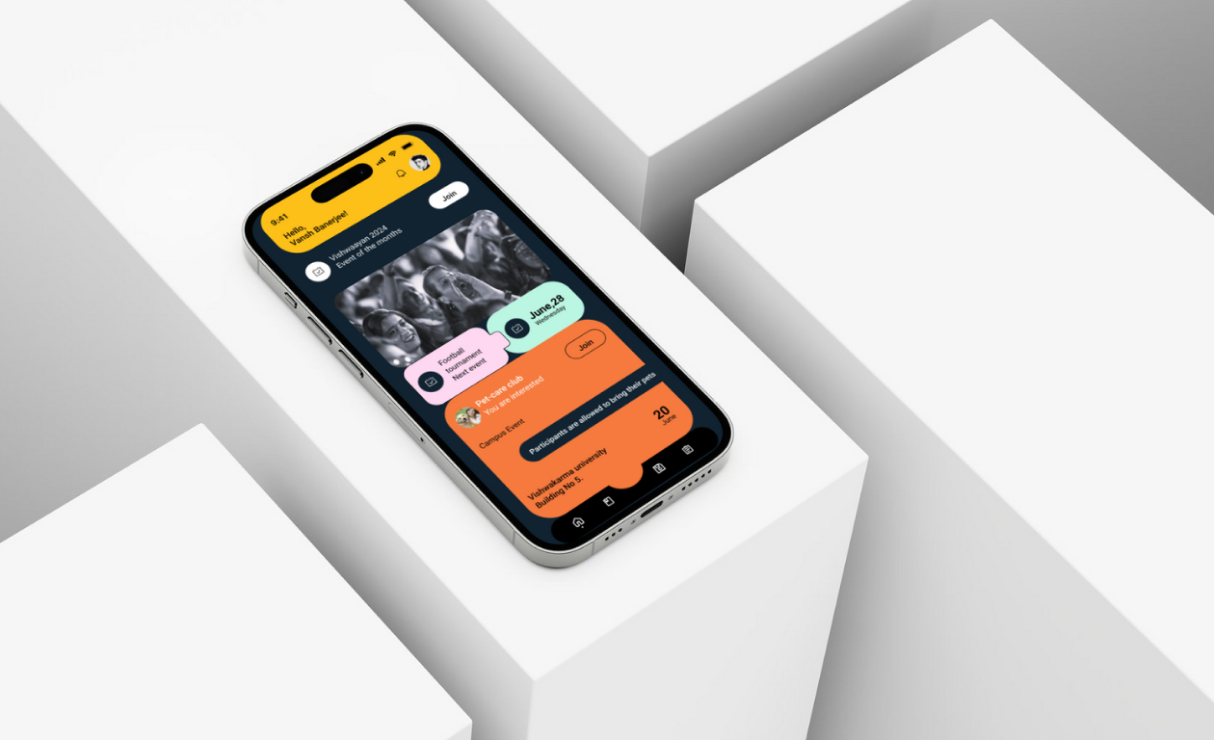 9:41
Hello,
Vansh Banerjee!
Join
Vishwaayan 2024
Event of the months
June,28
Wednesday
Football
tournament
Next event
Join
Pet-care club
You are interested
Campus Event
Participants are allowed to bring their pets
20
June
Vishwakarma university
Building No 5.